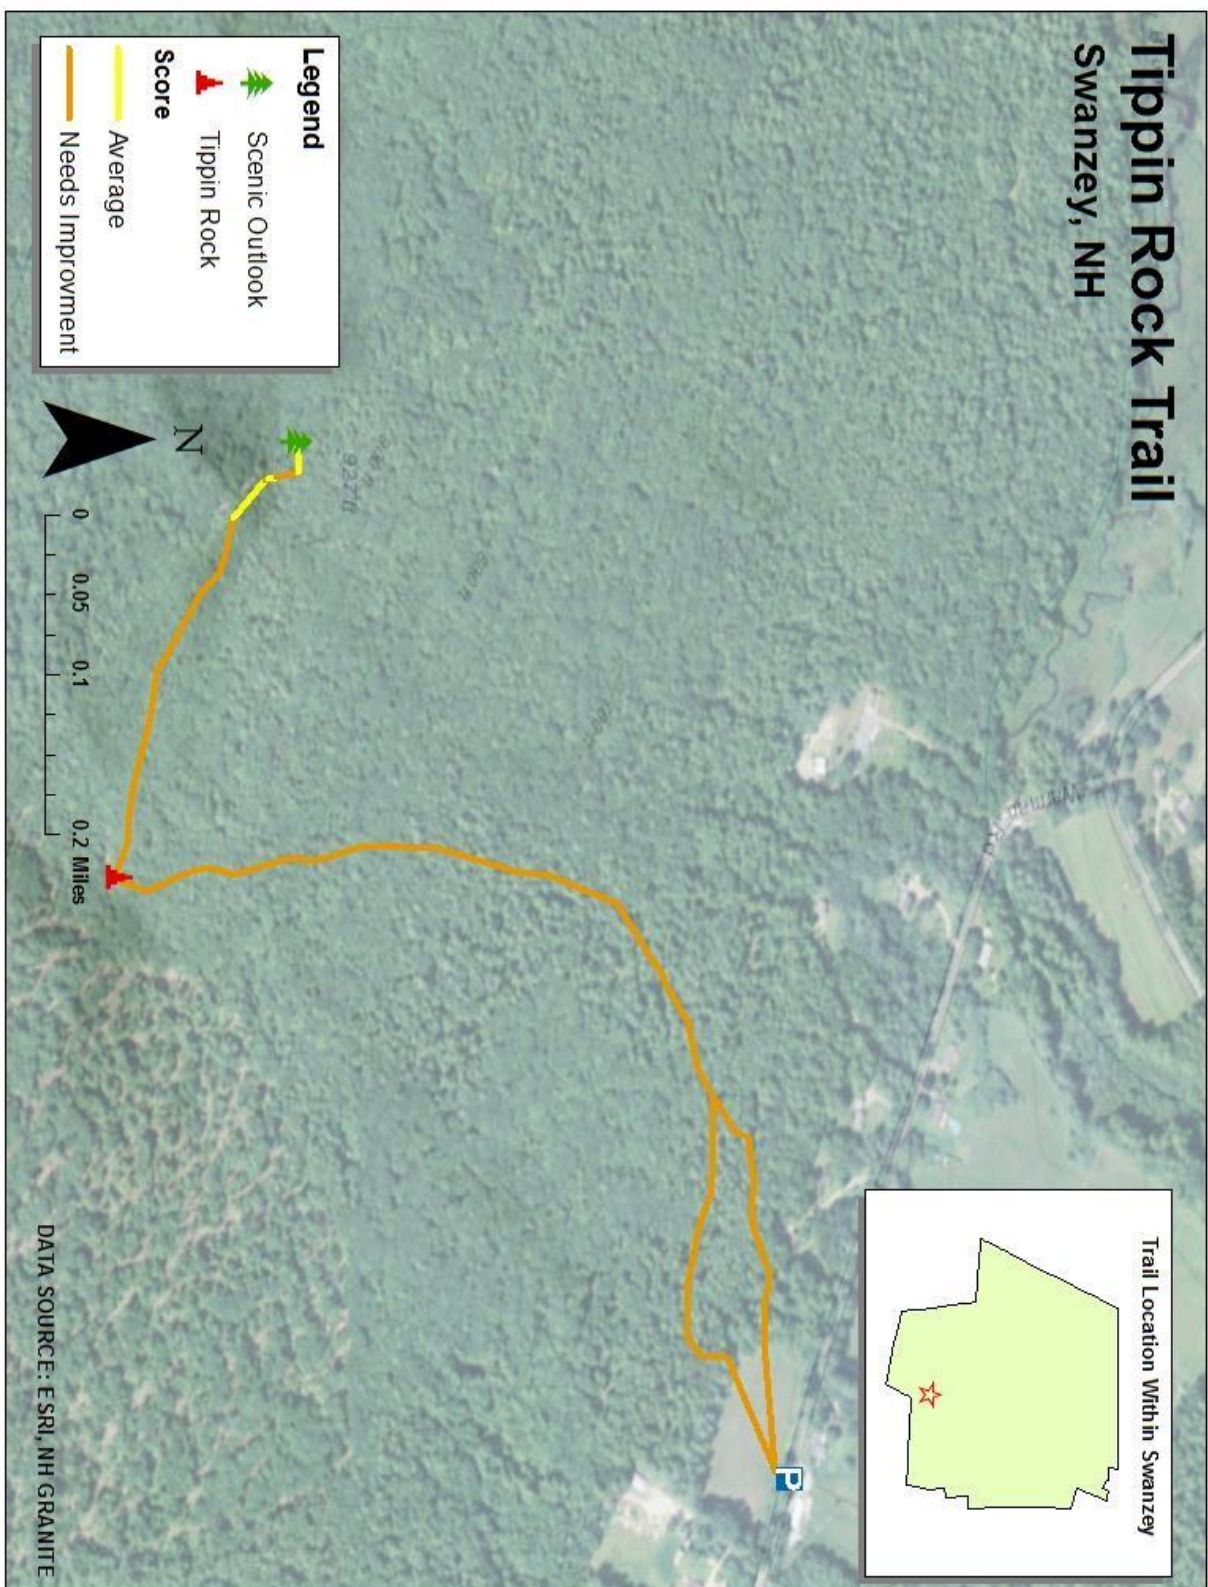 Tippin Rock Trail
Swanzey, NH
Trail Location Within Swanzey
P
Legend
Scenic Outlook
Tippin Rock
Score
Average
Needs Improvment
N
0
0.05
0.1
0.2 Miles
DATA SOURCE: ESRI, NH GRANITE